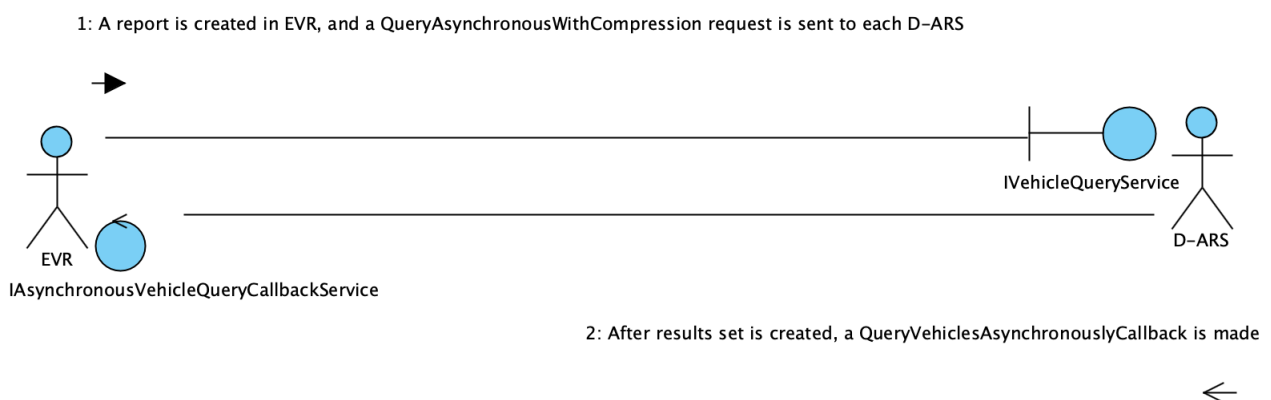 1: A report is created in EVR, and a QueryAsynchronousWithCompression request is sent to each D-ARS
IVehicleQueryService
D-ARS
EVR
IAsynchronousVehicleQueryCallbackService
2: After results set is created, a QueryVehiclesAsynchronouslyCallback is made